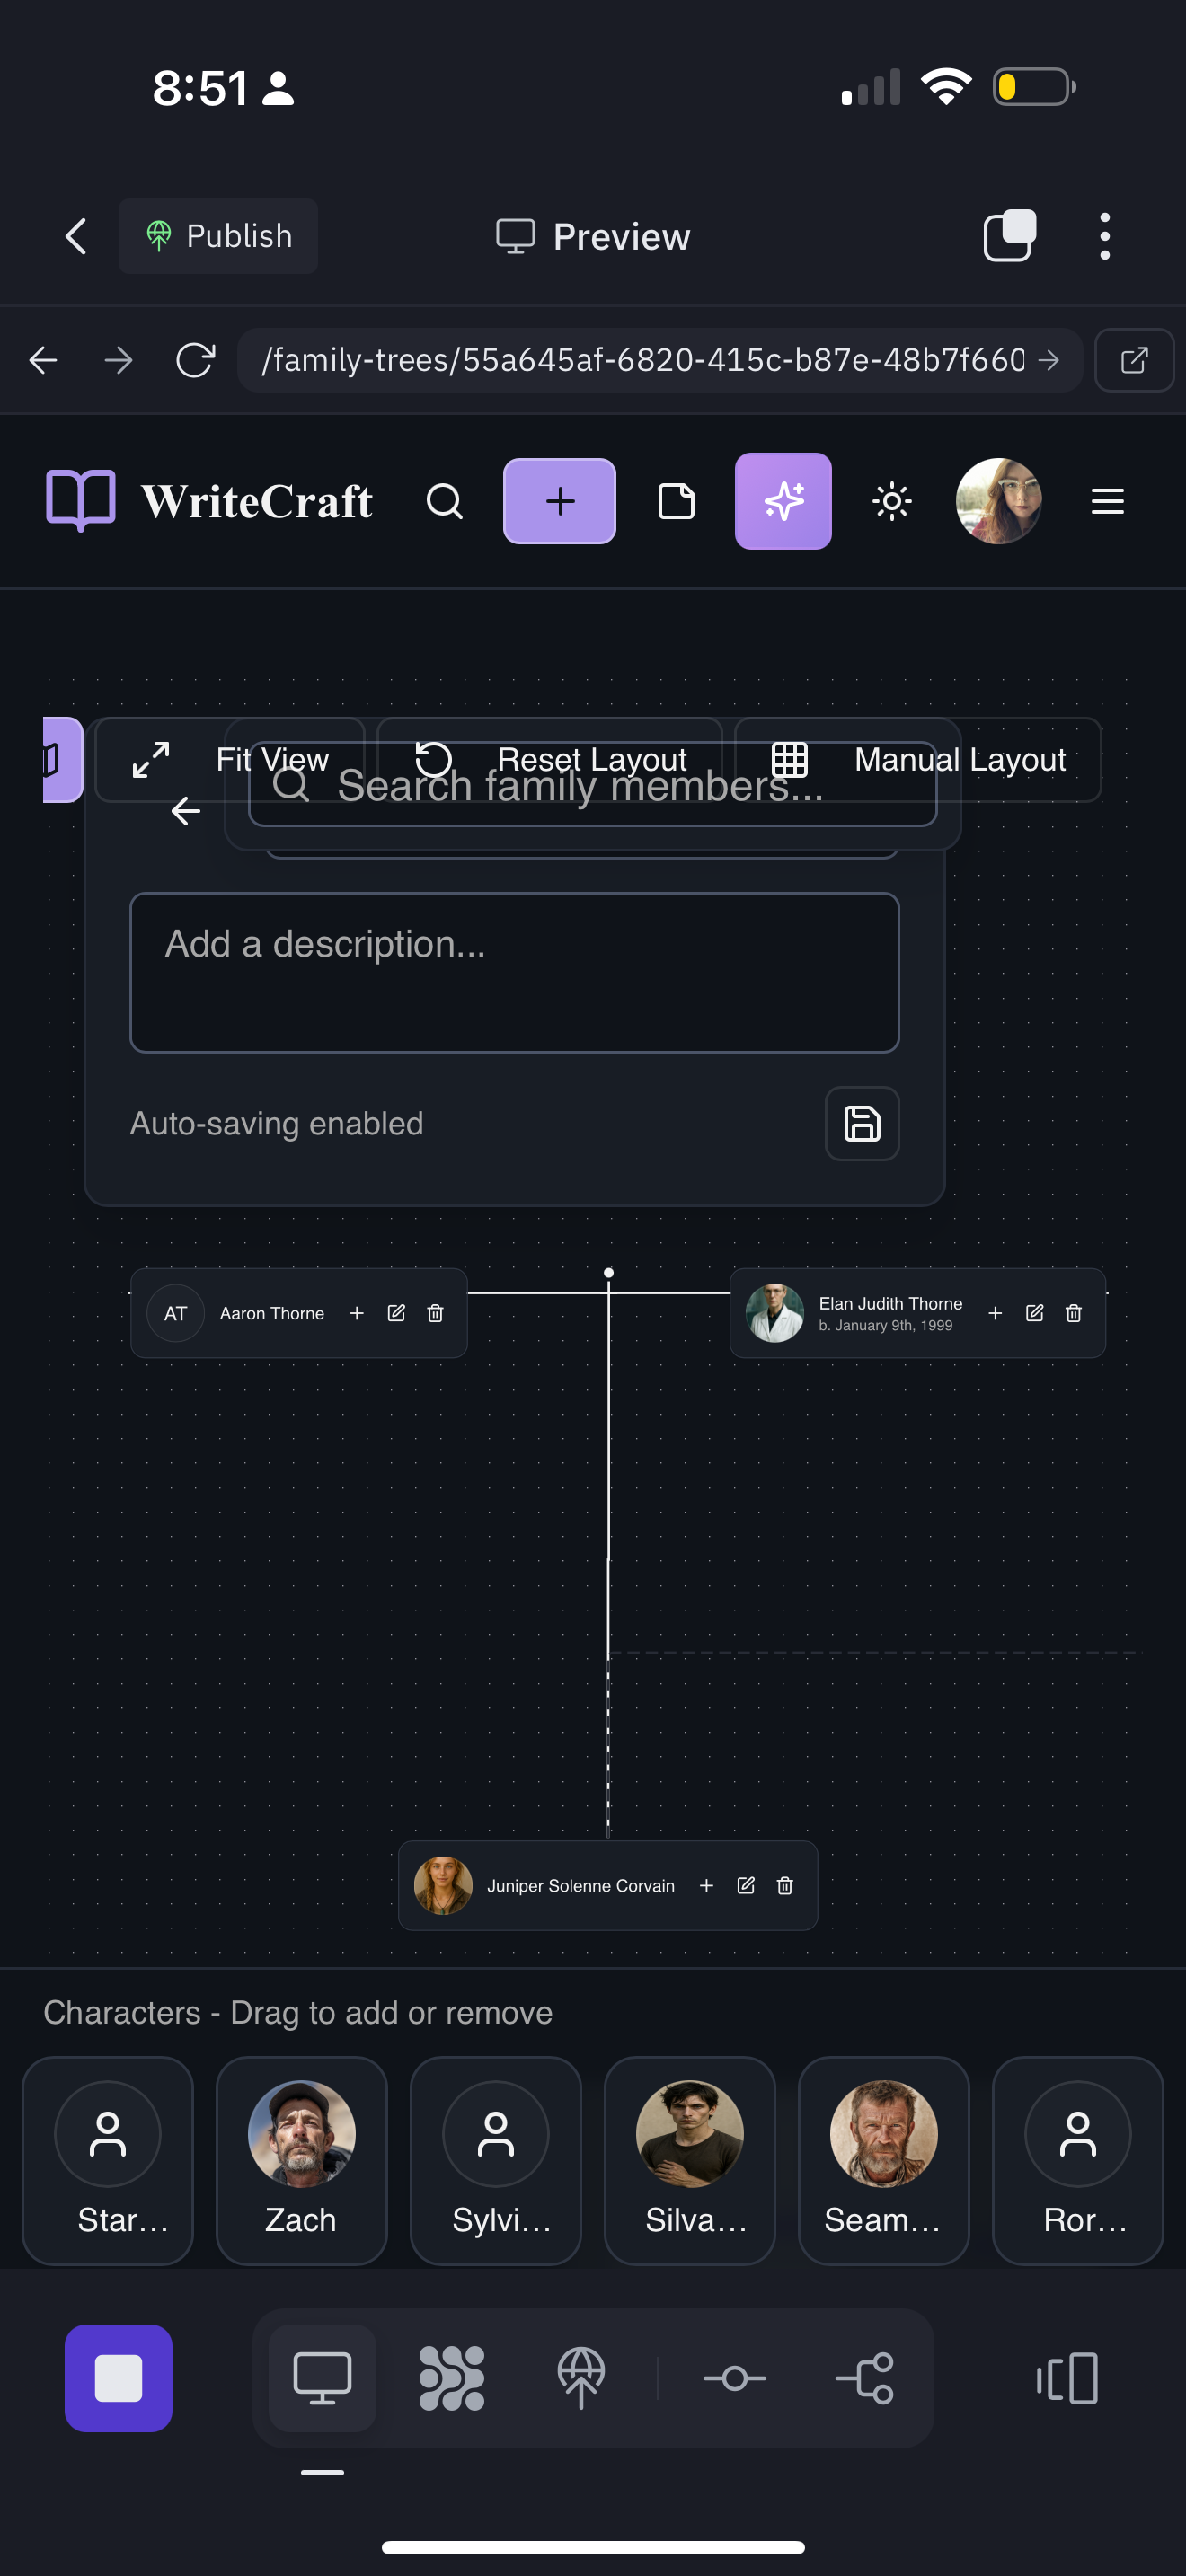 8:51
Publish
Preview
/family-trees/55a645af-6820-415c-b87e-48b7f660
WriteCraft
Fit View
Reset Layout
Manual Layout
Search family members...
Add a description...
Auto-saving enabled
AT
Aaron Thorne
Elan Judith Thorne
b. January 9th, 1999
Juniper Solenne Corvain
Characters - Drag to add or remove
Star...
Zach
Sylvi...
Silva...
Seam...
Ror...